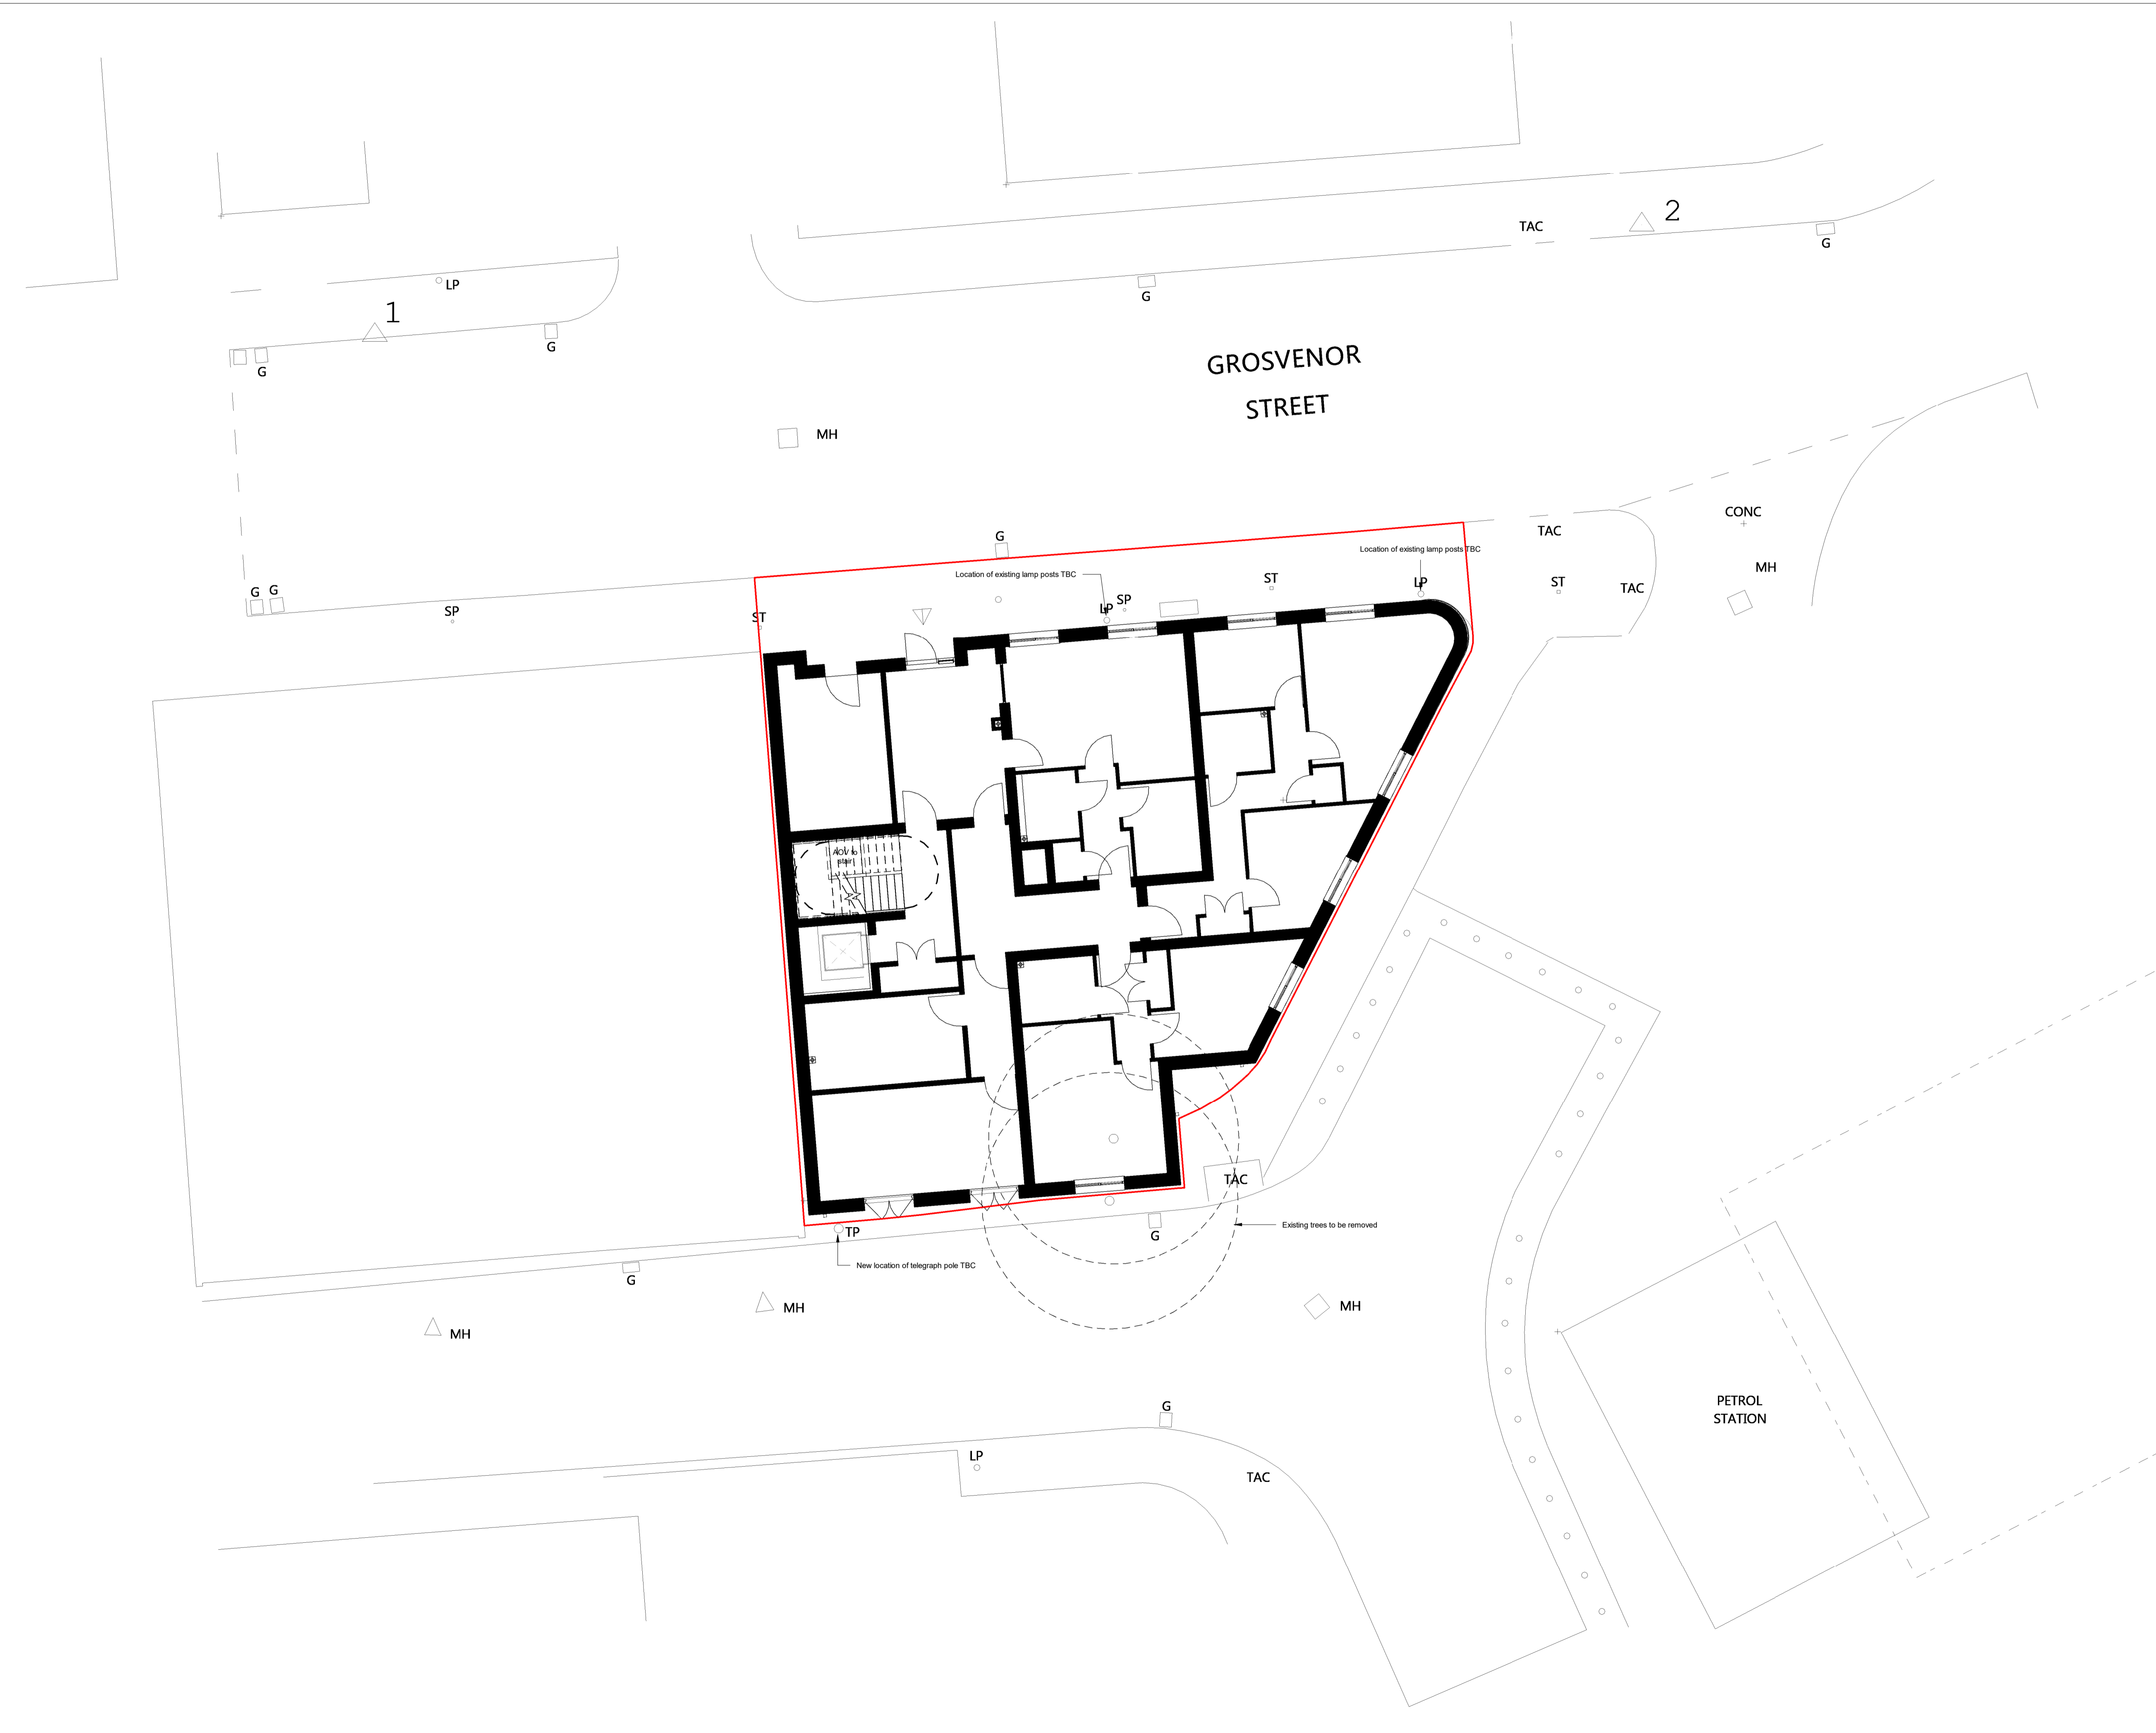 2
TAC
G
LP
G
1
G
G
GROSVENOR
STREET
MH
CONC
TAC
G
Location of existing lamp posts TBC
MH
Location of existing lamp posts TBC
ST
LP
ST
TAC
G
G
SP
SP
LP
ST
AOV to
stair
TAC
TP
G
Existing trees to be removed
New location of telegraph pole TBC
G
MH
MH
MH
PETROL
STATION
G
LP
TAC